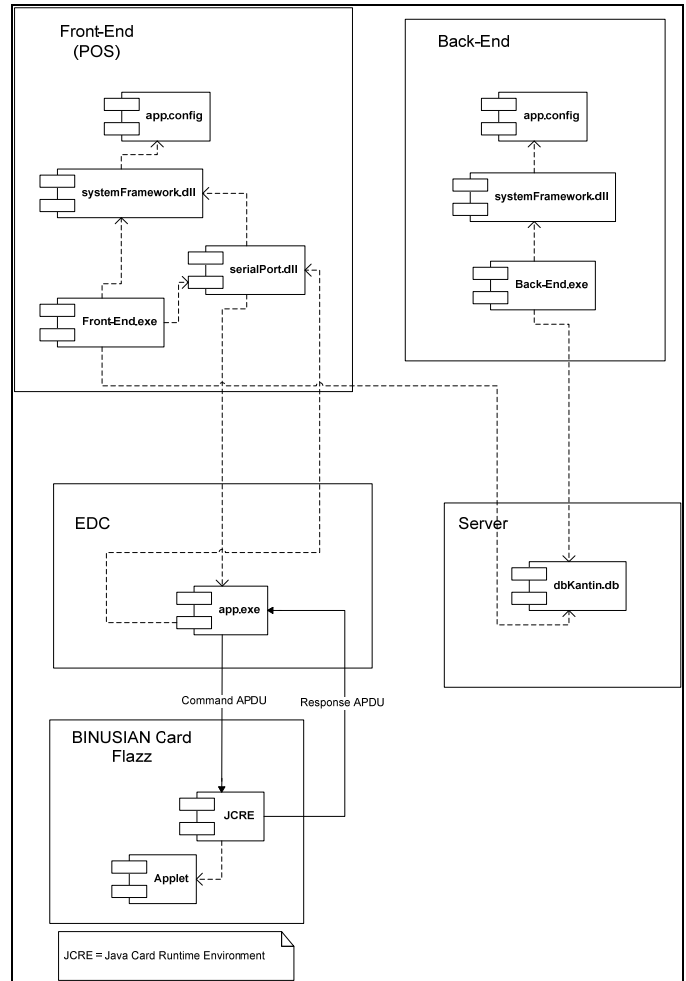 Front-End
(POS)
app.config
systemFramework.dll
serialPort.dll
Front-End.exe
Back-End
app.config
systemFramework.dll
Back-End.exe
EDC
app.exe
Server
dbKantin.db
Command APDU
Response APDU
BINUSIAN Card
Flazz
JCRE
Applet
JCRE = Java Card Runtime Environment